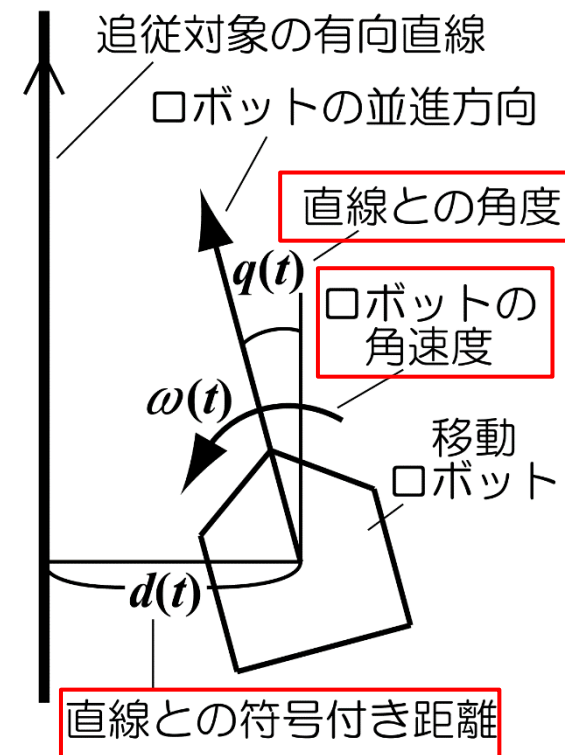 追従対象の有向直線
ロボットの並進方向
直線との角度
q(t)
ロボットの
角速度
ω(t)
移動
ロボット
d(t)
直線との符号付き距離